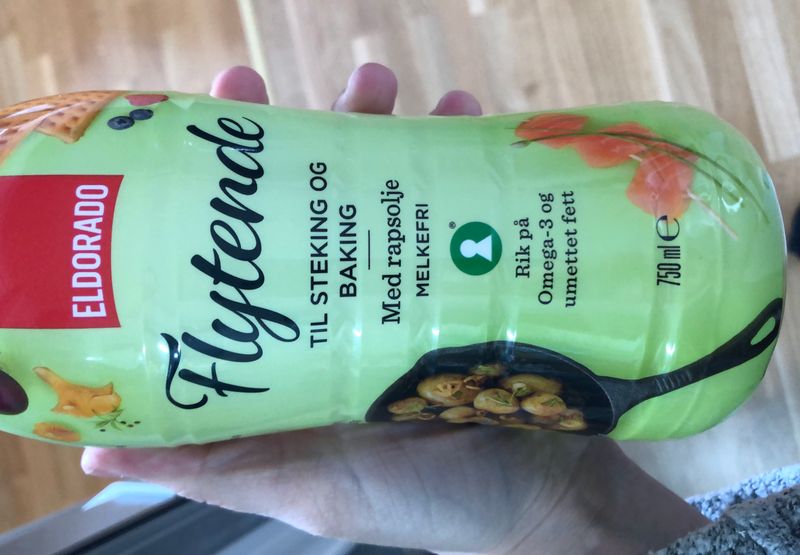 ELDORADO
Flytende
TIL STEKING OG
BAKING
Med rapsolje
MELKEFRI
®
Rik på
Omega-3 og
umettet fett
750 ml ℮